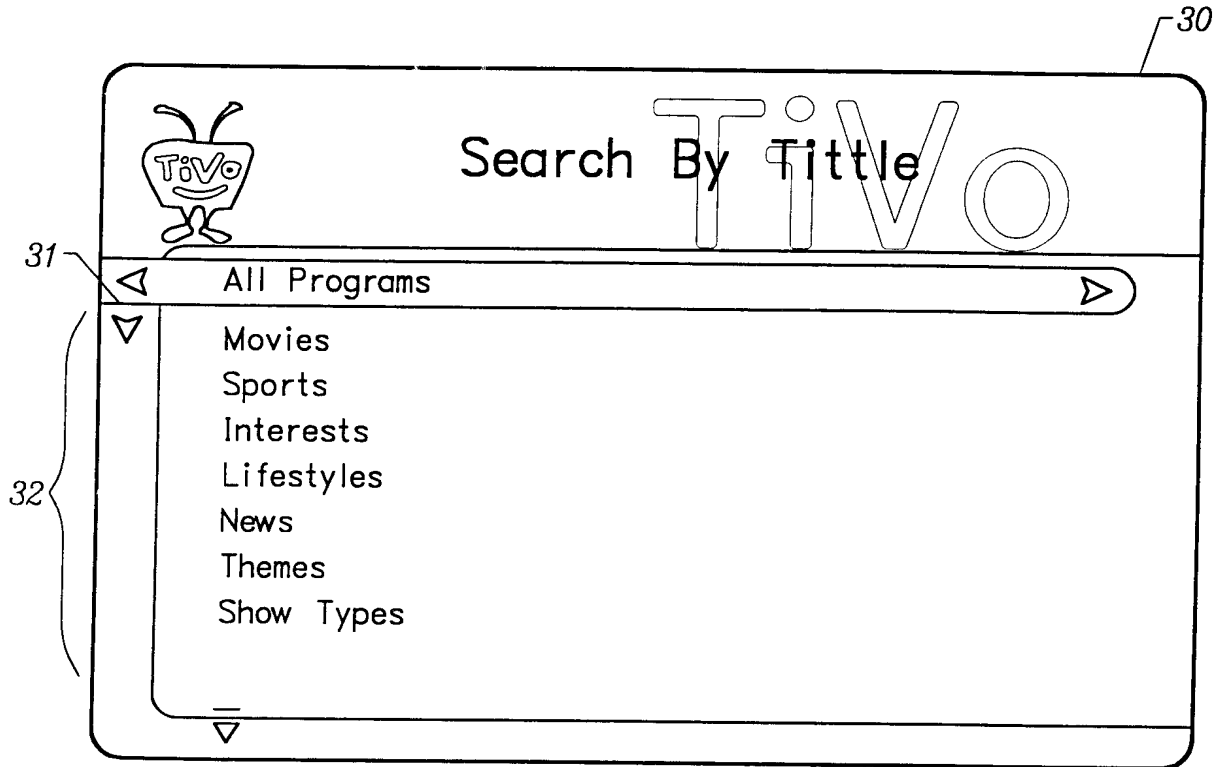 30
TiVo
TiVo
Search By Tittle
31
All Programs
Movies
Sports
Interests
Lifestyles
32
News
Themes
Show Types